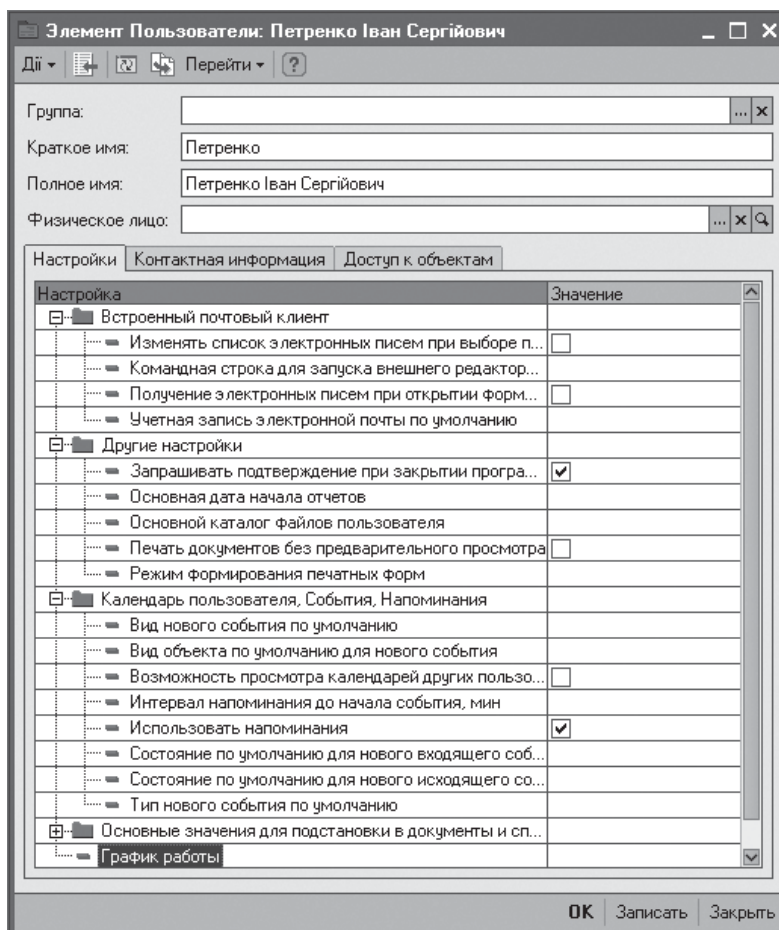 Элемент Пользователи: Петренко Іван Сергійович
Дії Перейти ?
Группа: ... x
Краткое имя: Петренко
Полное имя: Петренко Іван Сергійович
Физическое лицо: ... x
Настройки Контактная информация Доступ к объектам
Настройка Значение
Встроенный почтовый клиент
Изменять список электронных писем при выборе п...
Командная строка для запуска внешнего редактор...
Получение электронных писем при открытии форм...
Учетная запись электронной почты по умолчанию
Другие настройки
Запрашивать подтверждение при закрытии програ...
Основная дата начала отчетов
Основной каталог файлов пользователя
Печать документов без предварительного просмотра
Режим формирования печатных форм
Календарь пользователя, События, Напоминания
Вид нового события по умолчанию
Вид объекта по умолчанию для нового события
Возможность просмотра календарей других пользо...
Интервал напоминания до начала события, мин
Использовать напоминания
Состояние по умолчанию для нового входящего соб...
Состояние по умолчанию для нового исходящего со...
Тип нового события по умолчанию
Основные значения для подстановки в документы и сп...
График работы
OK Записать Закрыть